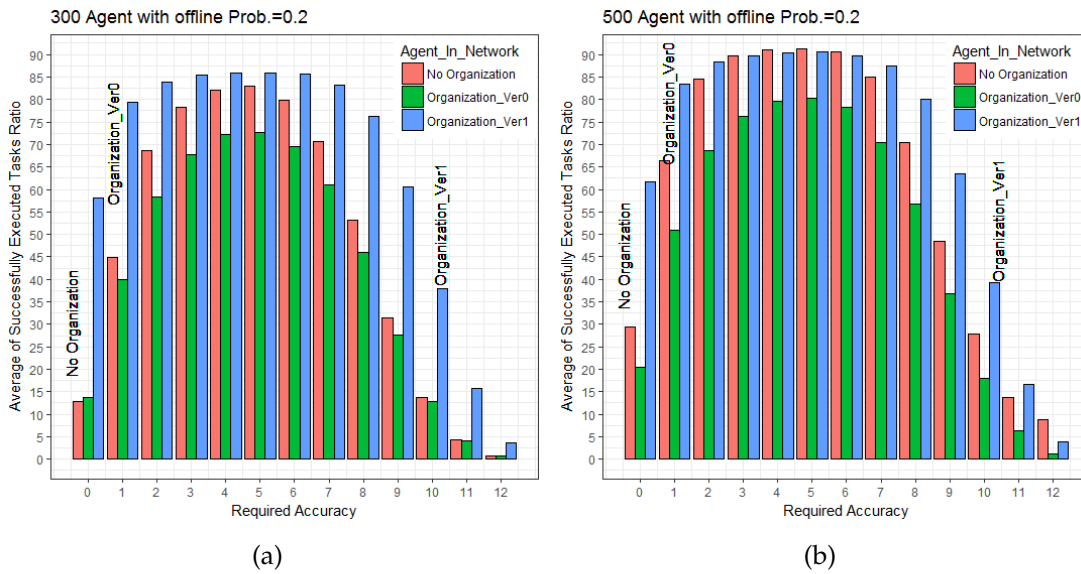 300 Agent with offline Prob.=0.2
Average of Successfully Executed Tasks Ratio
90
85
80
75
70
65
60
55
50
45
40
35
30
25
20
15
10
5
0
No Organization
Organization_Ver0
Organization_Ver1
Agent_In_Network
No Organization
Organization_Ver0
Organization_Ver1
0 1 2 3 4 5 6 7 8 9 10 11 12
Required Accuracy
(a)
500 Agent with offline Prob.=0.2
Average of Successfully Executed Tasks Ratio
90
85
80
75
70
65
60
55
50
45
40
35
30
25
20
15
10
5
0
No Organization
Organization_Ver0
Organization_Ver1
Agent_In_Network
No Organization
Organization_Ver0
Organization_Ver1
0 1 2 3 4 5 6 7 8 9 10 11 12
Required Accuracy
(b)